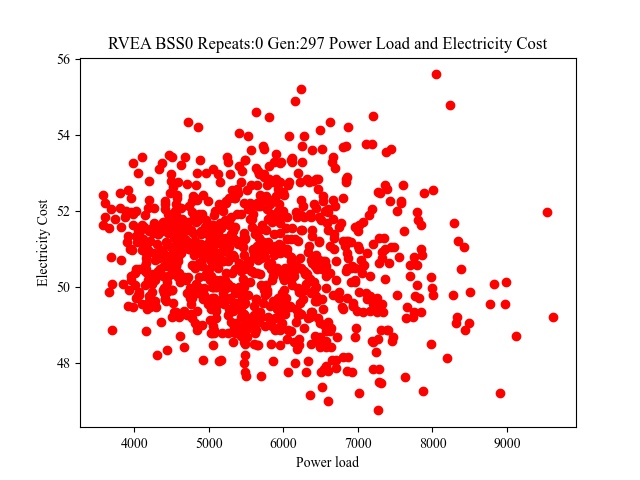 RVEA BSS0 Repeats:0 Gen:297 Power Load and Electricity Cost
56
54
52
50
48
Electricity Cost
4000 5000 6000 7000 8000 9000
Power load